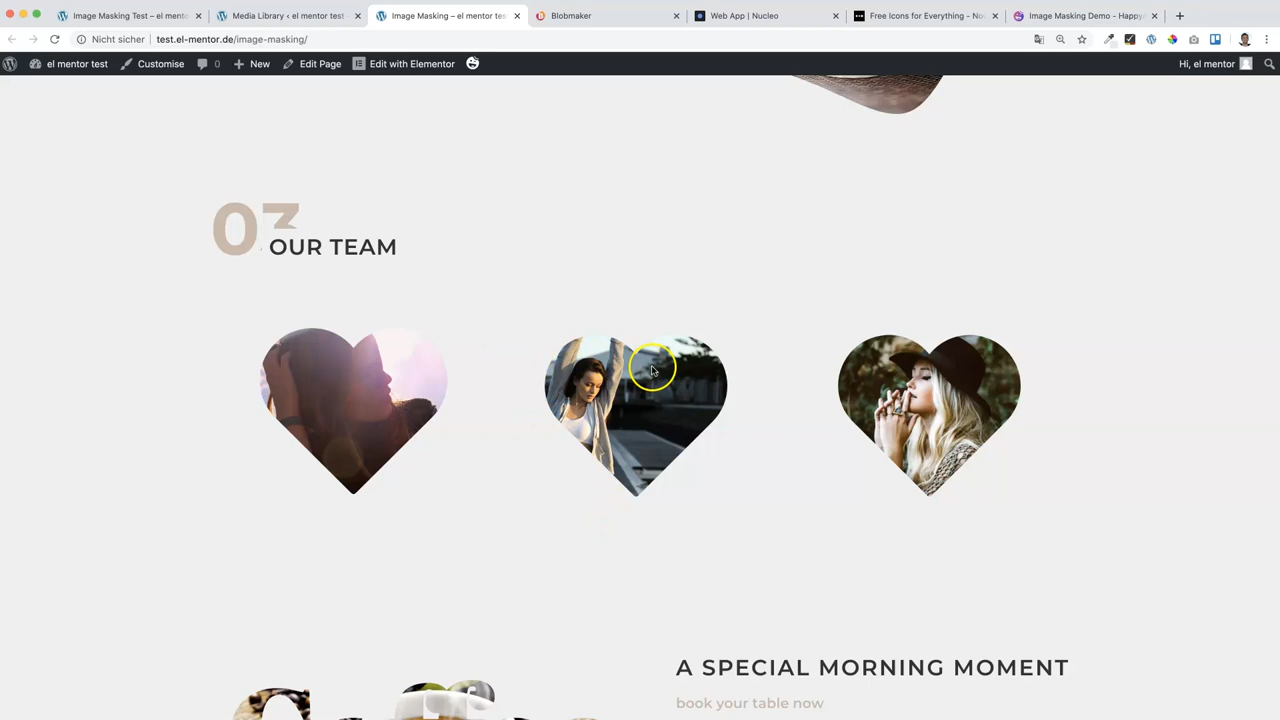 Image Masking Test – el mento
Media Library ‹ el mentor test
Image Masking – el mentor tes
Blobmaker
Web App | Nucleo
Free Icons for Everything - No
Image Masking Demo - Happy
Nicht sicher
test.el-mentor.de/image-masking/
el mentor test
Customise
0
New
Edit Page
Edit with Elementor
Hi, el mentor
03
OUR TEAM
A SPECIAL MORNING MOMENT
book your table now